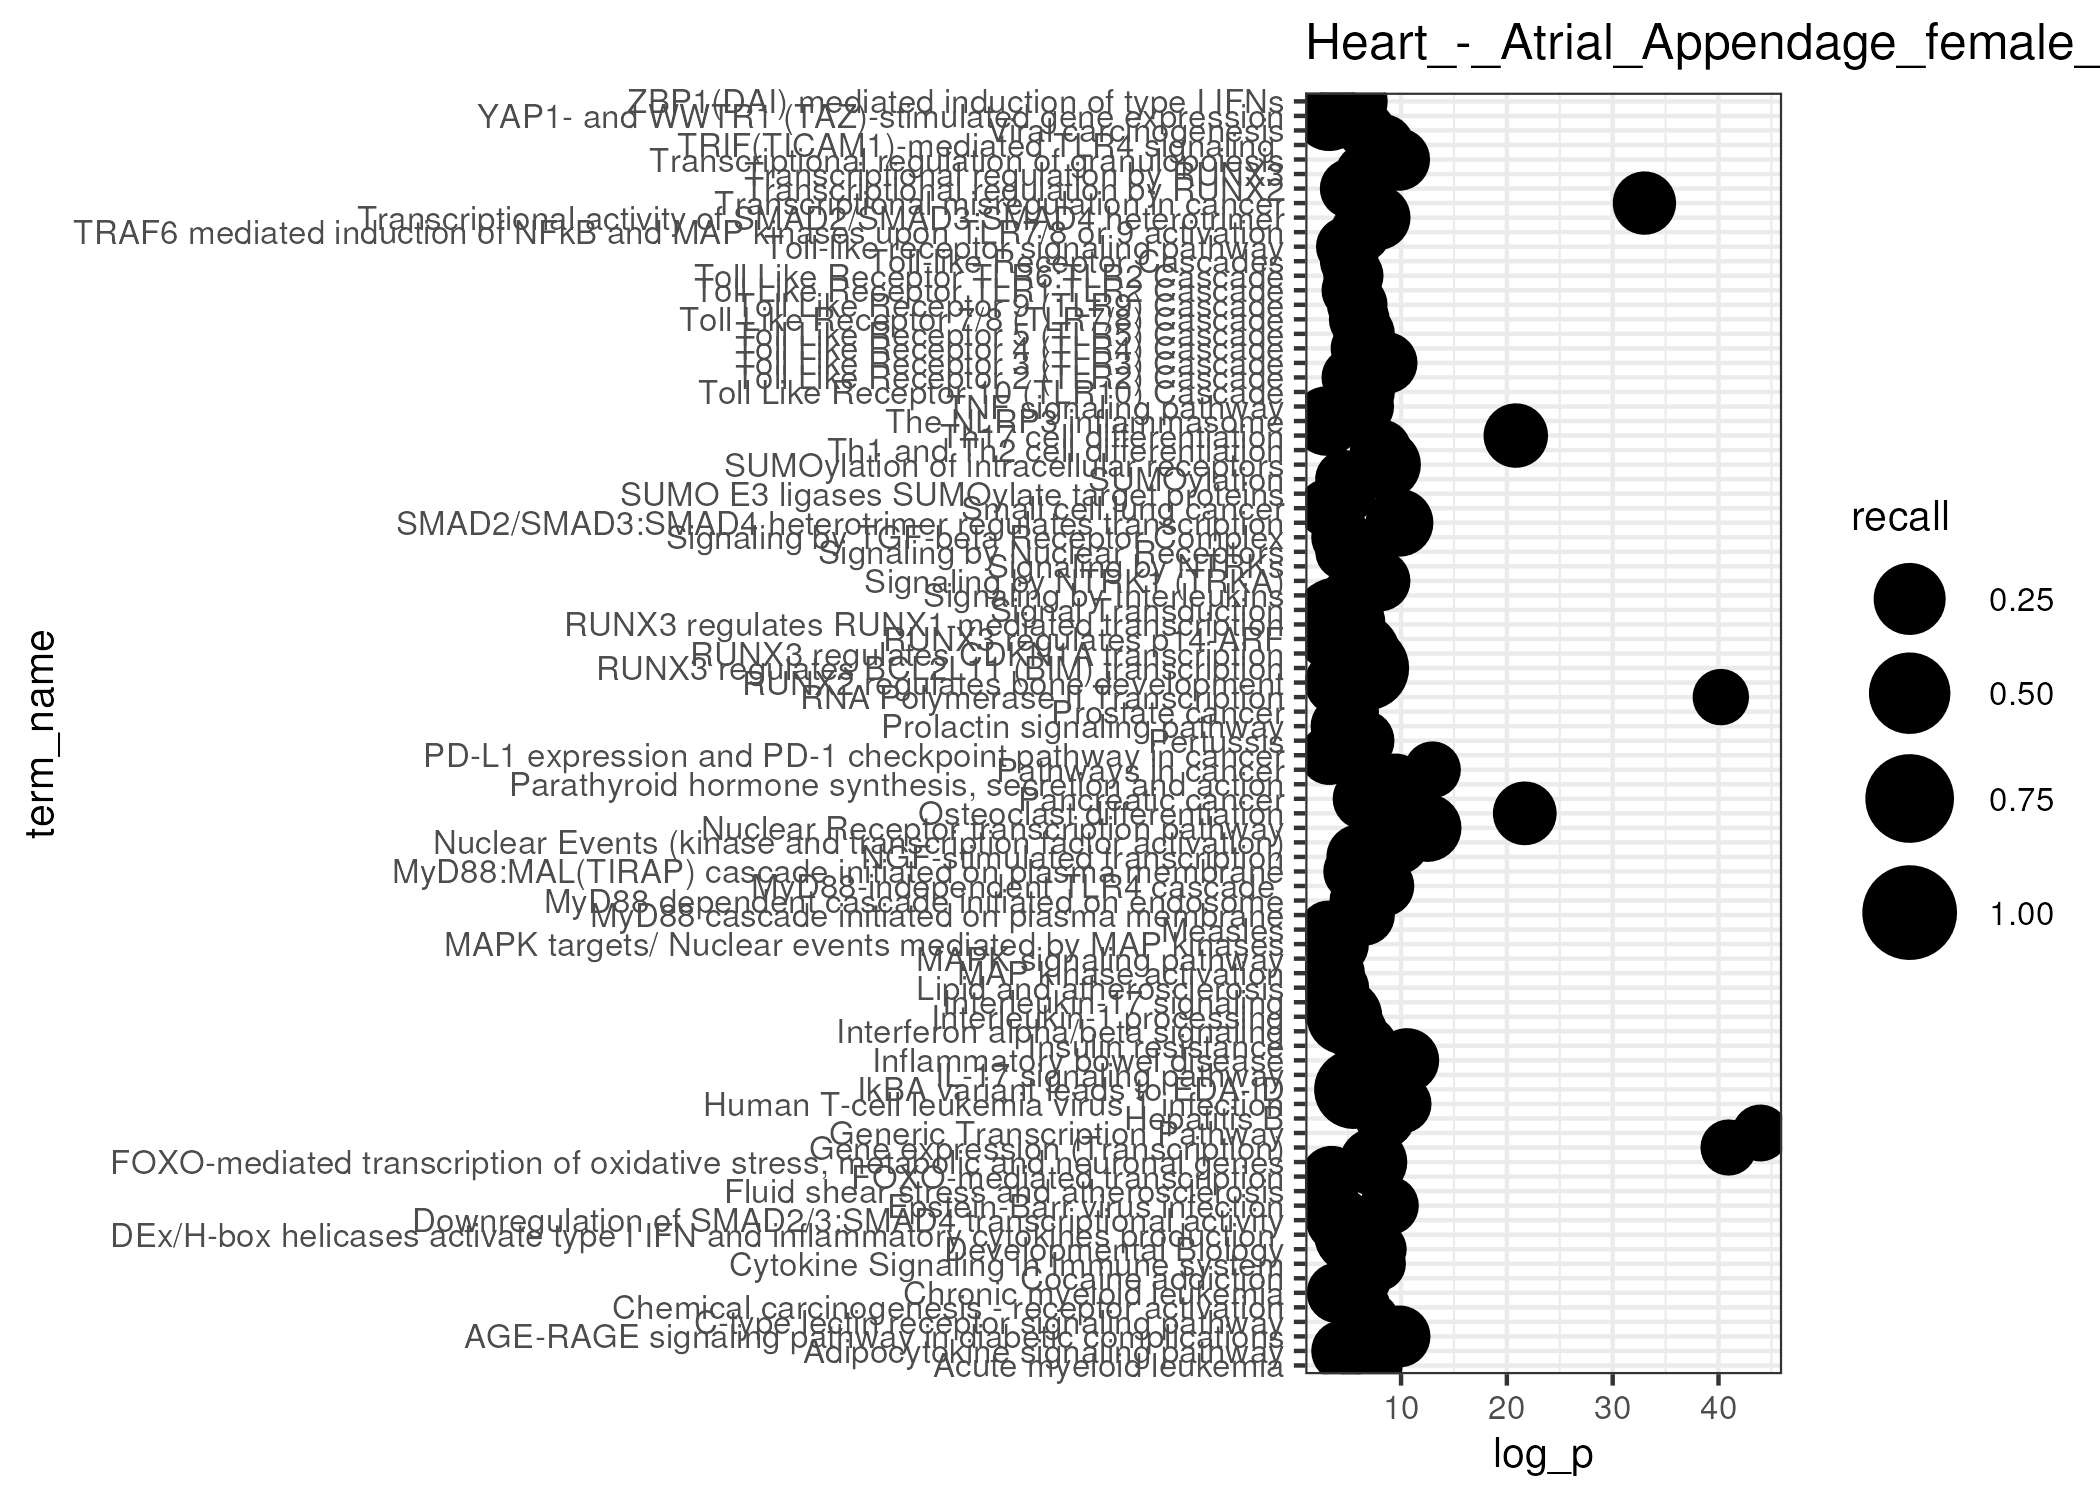 Heart_-_Atrial_Appendage_female_
term_name
ZBP1(DAI) mediated induction of type I IFNs
YAP1- and WWTR1 (TAZ)-stimulated gene expression
Viral carcinogenesis
TRIF(TICAM1)-mediated TLR4 signaling
Transcriptional regulation of granulopoiesis
Transcriptional regulation by RUNX3
Transcriptional regulation by RUNX2
Transcriptional misregulation in cancer
Transcriptional activity of SMAD2/SMAD3:SMAD4 heterotrimer
TRAF6 mediated induction of NFkB and MAP kinases upon TLR7/8 or 9 activation
Toll-like receptor signaling pathway
Toll-like Receptor Cascades
Toll Like Receptor TLR6:TLR2 Cascade
Toll Like Receptor TLR1:TLR2 Cascade
Toll Like Receptor 9 (TLR9) Cascade
Toll Like Receptor 7/8 (TLR7/8) Cascade
Toll Like Receptor 5 (TLR5) Cascade
Toll Like Receptor 4 (TLR4) Cascade
Toll Like Receptor 3 (TLR3) Cascade
Toll Like Receptor 2 (TLR2) Cascade
Toll Like Receptor 10 (TLR10) Cascade
TNF signaling pathway
The NLRP3 inflammasome
Th17 cell differentiation
Th1 and Th2 cell differentiation
SUMOylation of intracellular receptors
SUMOylation
SUMO E3 ligases SUMOylate target proteins
Small cell lung cancer
SMAD2/SMAD3:SMAD4 heterotrimer regulates transcription
Signaling by TGF-beta Receptor Complex
Signaling by Nuclear Receptors
Signaling by NTRKs
Signaling by NTRK1 (TRKA)
Signaling by Interleukins
Signal Transduction
RUNX3 regulates RUNX1-mediated transcription
RUNX3 regulates p14-ARF
RUNX3 regulates CDKN1A transcription
RUNX3 regulates BCL2L11 (BIM) transcription
RUNX2 regulates bone development
RNA Polymerase II Transcription
Prostate cancer
Prolactin signaling pathway
Pertussis
PD-L1 expression and PD-1 checkpoint pathway in cancer
Pathways in cancer
Parathyroid hormone synthesis, secretion and action
Pancreatic cancer
Osteoclast differentiation
Nuclear Receptor transcription pathway
Nuclear Events (kinase and transcription factor activation)
NGF-stimulated transcription
MyD88:MAL(TIRAP) cascade initiated on plasma membrane
MyD88-independent TLR4 cascade
MyD88 dependent cascade initiated on endosome
MyD88 cascade initiated on plasma membrane
Measles
MAPK targets/ Nuclear events mediated by MAP kinases
MAPK signaling pathway
MAP kinase activation
Lipid and atherosclerosis
Interleukin-17 signaling
Interleukin-1 processing
Interferon alpha/beta signaling
Insulin resistance
Inflammatory bowel disease
IL-17 signaling pathway
IkBA variant leads to EDA-ID
Human T-cell leukemia virus 1 infection
Hepatitis B
Generic Transcription Pathway
Gene expression (Transcription)
FOXO-mediated transcription of oxidative stress, metabolic and neuronal genes
FOXO-mediated transcription
Fluid shear stress and atherosclerosis
Epstein-Barr virus infection
Downregulation of SMAD2/3:SMAD4 transcriptional activity
DEx/H-box helicases activate type I IFN and inflammatory cytokines production
Developmental Biology
Cytokine Signaling in Immune system
Cocaine addiction
Chronic myeloid leukemia
Chemical carcinogenesis - receptor activation
C-type lectin receptor signaling pathway
AGE-RAGE signaling pathway in diabetic complications
Adipocytokine signaling pathway
Acute myeloid leukemia
10 20 30 40
log_p
recall
0.25
0.50
0.75
1.00